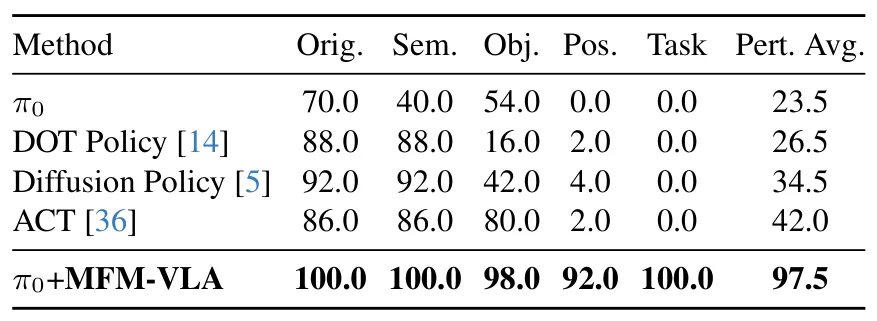 Method Orig. Sem. Obj. Pos. Task Pert. Avg.
π0 70.0 40.0 54.0 0.0 0.0 23.5
DOT Policy [14] 88.0 88.0 16.0 2.0 0.0 26.5
Diffusion Policy [5] 92.0 92.0 42.0 4.0 0.0 34.5
ACT [36] 86.0 86.0 80.0 2.0 0.0 42.0
π0+MFM-VLA 100.0 100.0 98.0 92.0 100.0 97.5